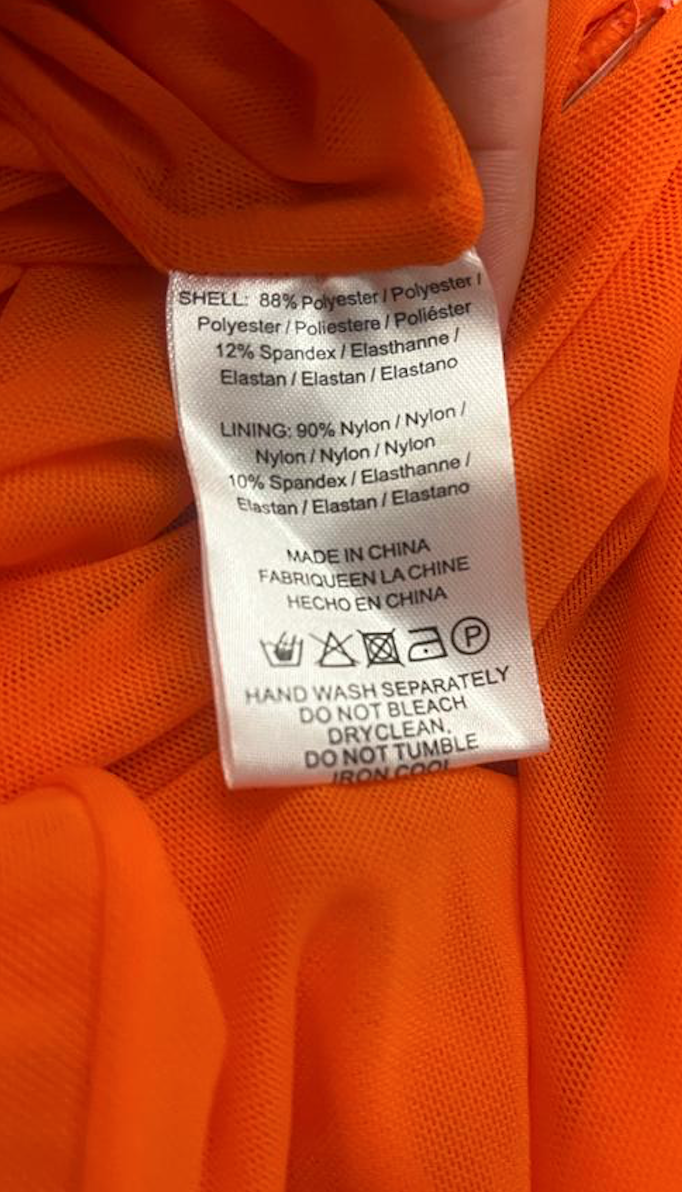 SHELL: 88% Polyester / Polyester /
Polyester / Poliestere / Poliéster
12% Spandex / Elasthanne /
Elastan / Elastan / Elastano
LINING: 90% Nylon / Nylon /
Nylon / Nylon / Nylon
10% Spandex / Elasthanne /
Elastan / Elastan / Elastano
MADE IN CHINA
FABRIQUEEN LA CHINE
HECHO EN CHINA
P
HAND WASH SEPARATELY
DO NOT BLEACH
DRYCLEAN.
DO NOT TUMBLE
IRON COOL